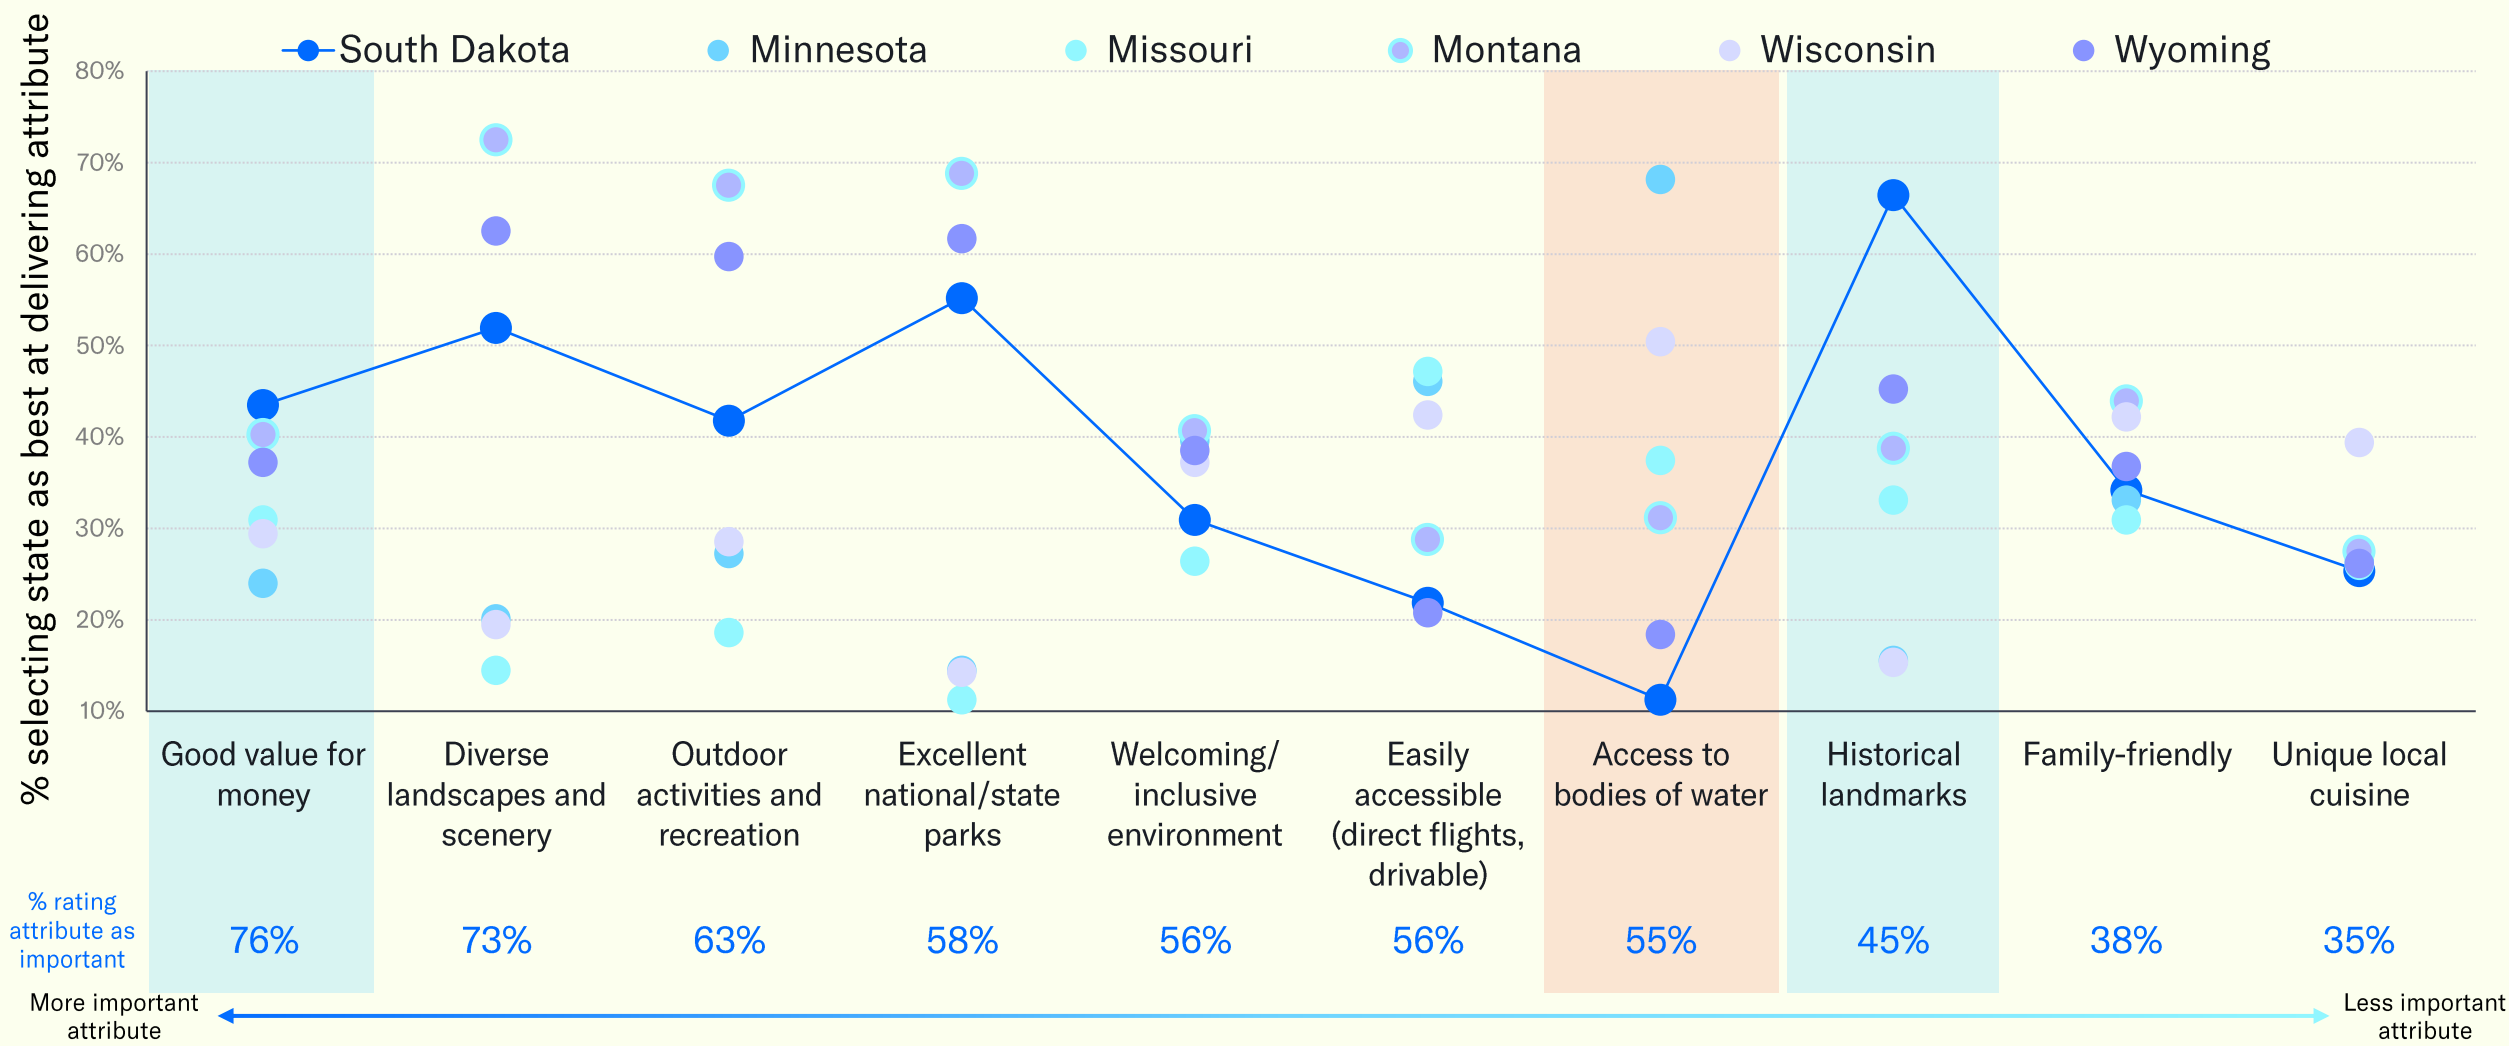 % selecting state as best at delivering attribute
South Dakota
Minnesota
Missouri
Montana
Wisconsin
Wyoming
80%
70%
60%
50%
40%
30%
20%
10%
Good value for
money
Diverse
landscapes and
scenery
Outdoor
activities and
recreation
Excellent
national/state
parks
Welcoming/
inclusive
environment
Easily
accessible
(direct flights,
drivable)
Access to
bodies of water
Historical
landmarks
Family-friendly
Unique local
cuisine
% rating
attribute as
important
76%
73%
63%
58%
56%
56%
55%
45%
38%
35%
More important
attribute
Less important
attribute